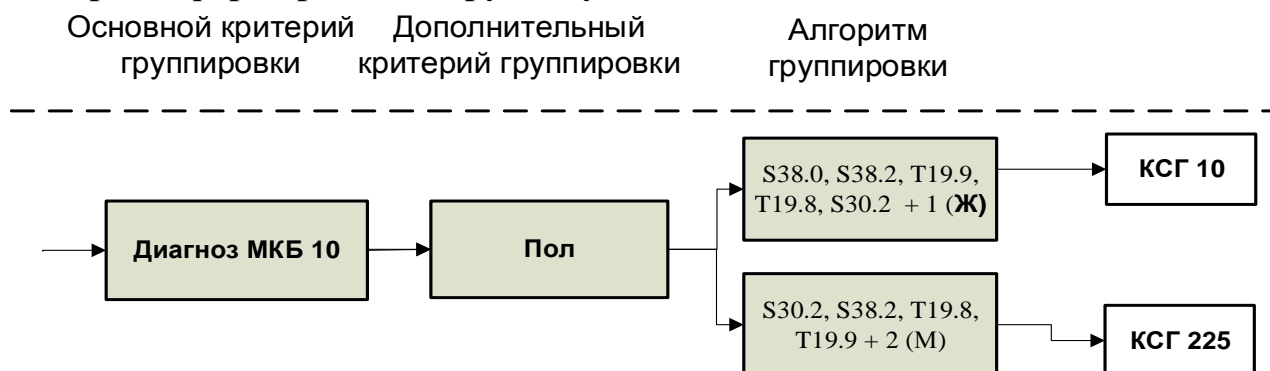 Основной критерий группировки
Дополнительный критерий группировки
Алгоритм группировки
Диагноз МКБ 10
Пол
S38.0, S38.2, T19.9,
T19.8, S30.2 + 1 (Ж)
КСГ 10
S30.2, S38.2, T19.8,
T19.9 + 2 (М)
КСГ 225